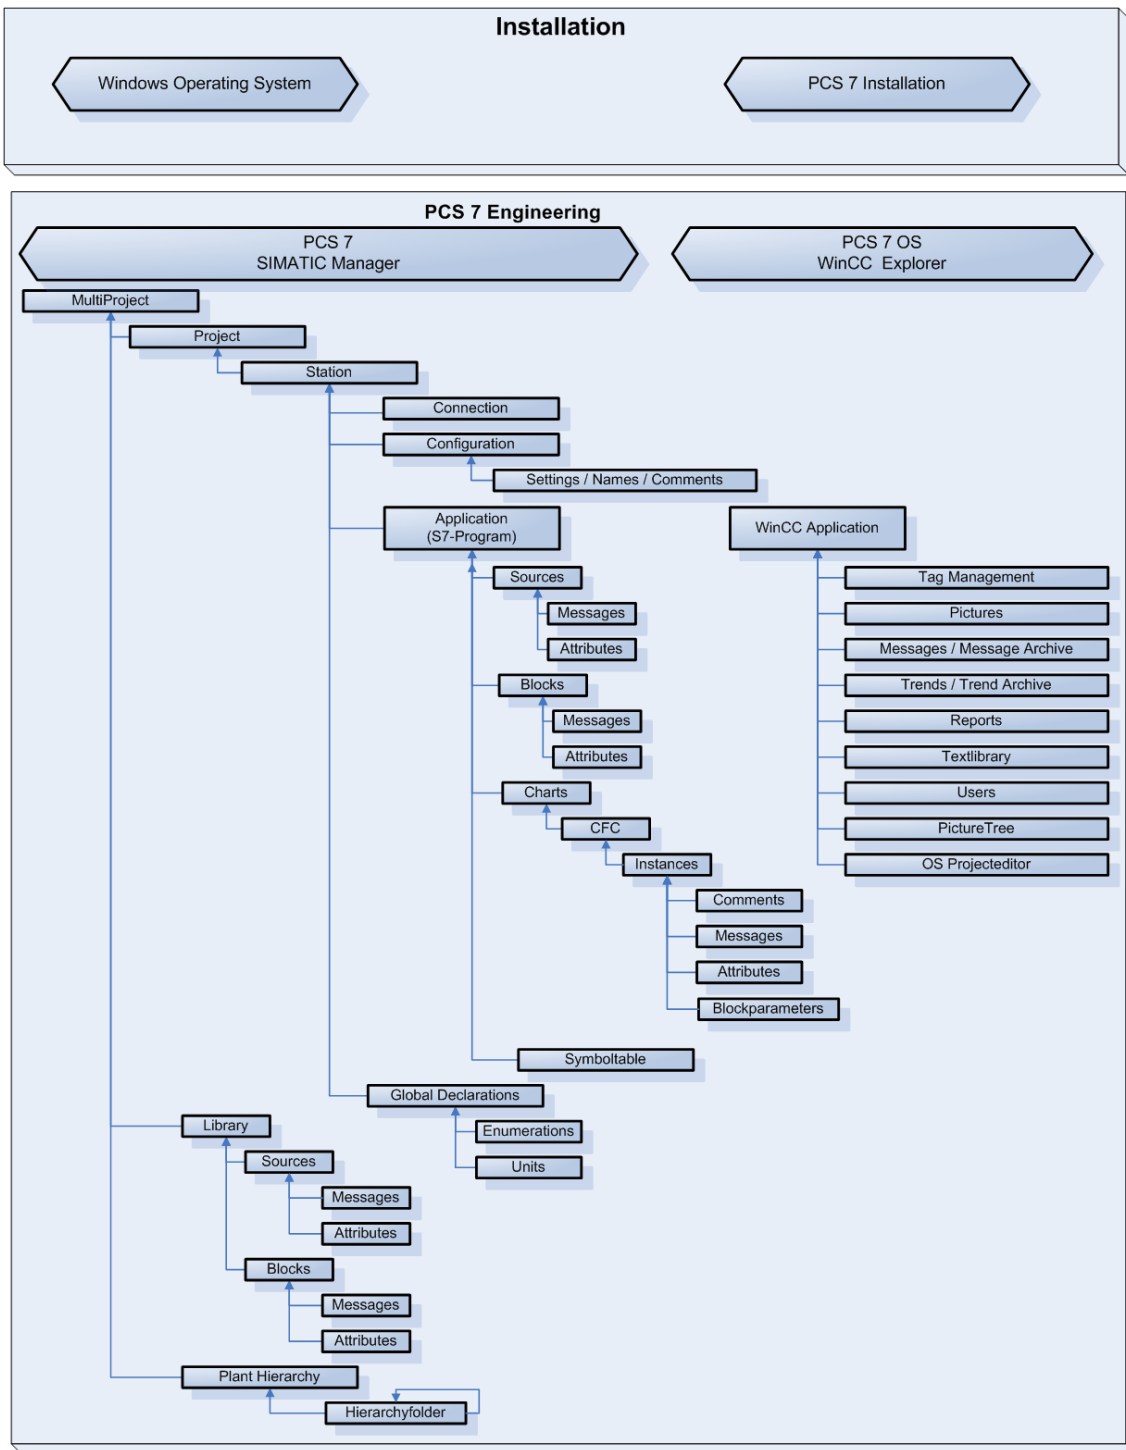 Installation
Windows Operating System
PCS 7 Installation
PCS 7 Engineering
PCS 7
SIMATIC Manager
PCS 7 OS
WinCC Explorer
MultiProject
Project
Station
Connection
Configuration
Settings / Names / Comments
Application
(S7-Program)
WinCC Application
Sources
Tag Management
Messages
Pictures
Attributes
Messages / Message Archive
Blocks
Trends / Trend Archive
Messages
Reports
Attributes
Textlibrary
Charts
Users
CFC
PictureTree
Instances
OS Projecteditor
Comments
Messages
Attributes
Blockparameters
Symboltable
Global Declarations
Library
Enumerations
Sources
Units
Messages
Attributes
Blocks
Messages
Attributes
Plant Hierarchy
Hierarchyfolder